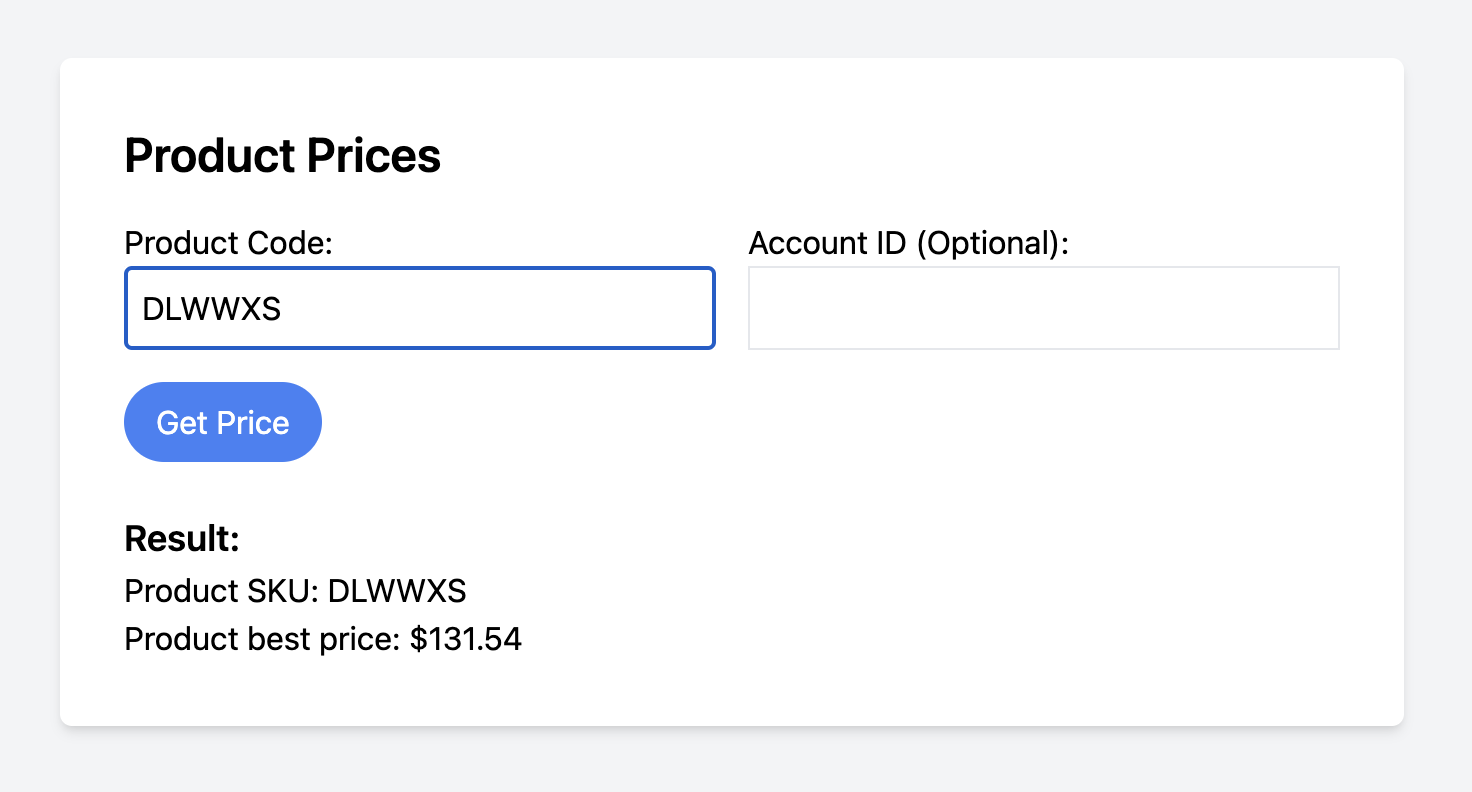 Product Prices
Product Code:
Account ID (Optional):
DLWWXS
Get Price
Result:
Product SKU: DLWWXS
Product best price: $131.54